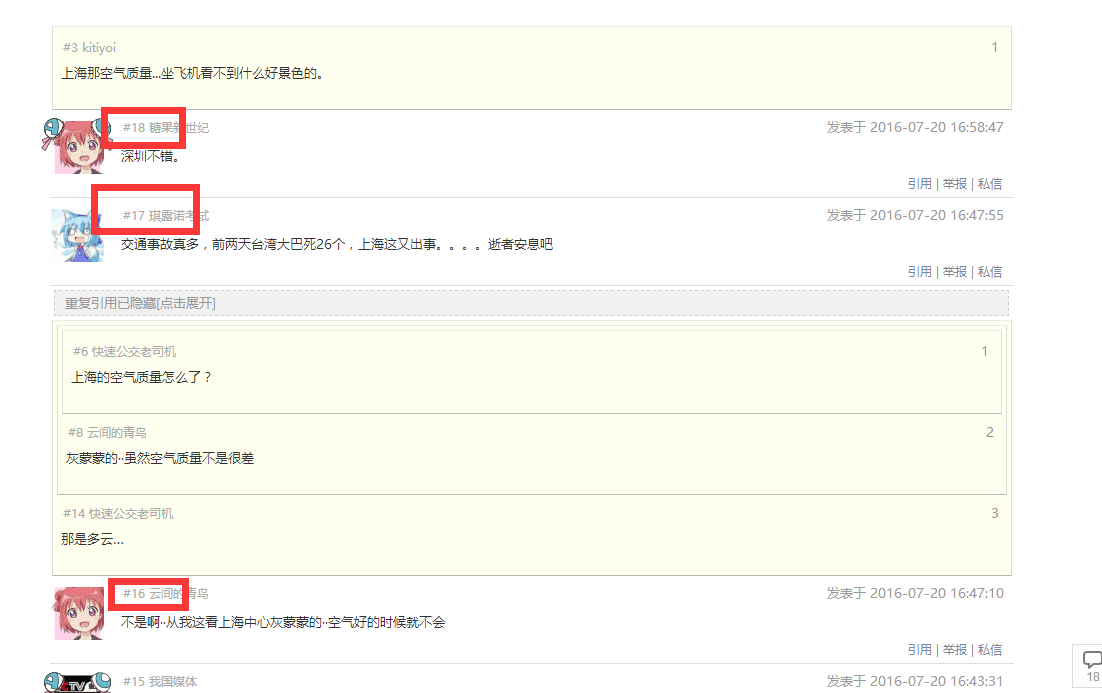 #3 kitiyoi 1
上海那空气质量...坐飞机看不到什么好景色的。
#18 糖果新世纪 发表于 2016-07-20 16:58:47
深圳不错。
引用 | 举报 | 私信
#17 琪露诺考试 发表于 2016-07-20 16:47:55
交通事故真多，前两天台湾大巴死26个，上海这又出事。。。。逝者安息吧
引用 | 举报 | 私信
重复引用已隐藏[点击展开]
#6 快速公交老司机 1
上海的空气质量怎么了？
#8 云间的青鸟 2
灰蒙蒙的··虽然空气质量不是很差
#14 快速公交老司机 3
那是多云...
#16 云间的青鸟 发表于 2016-07-20 16:47:10
不是啊··从我这看上海中心灰蒙蒙的··空气好的时候就不会
引用 | 举报 | 私信
18
TV
#15 我国媒体 发表于 2016-07-20 16:43:31